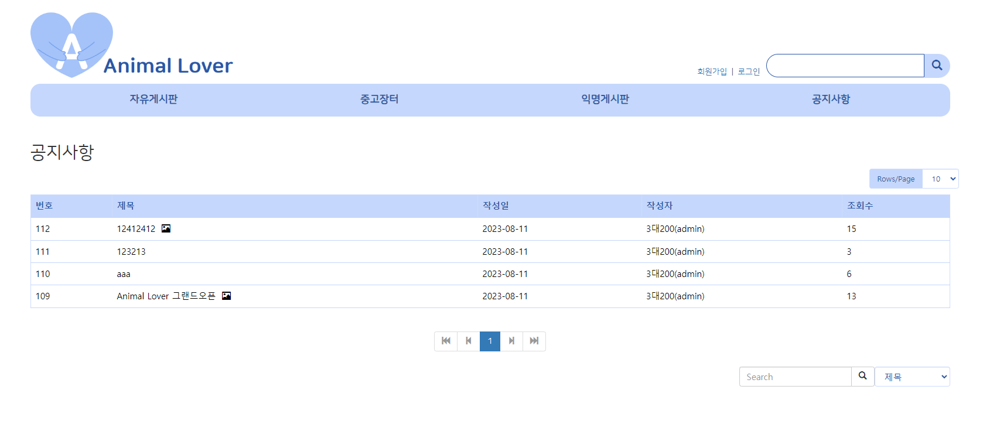 A
Animal Lover
회원가입 | 로그인
자유게시판 중고장터 익명게시판 공지사항
공지사항
Rows/Page 10
번호 제목 작성일 작성자 조회수
112 12412412 2023-08-11 3대200(admin) 15
111 123213 2023-08-11 3대200(admin) 3
110 aaa 2023-08-11 3대200(admin) 6
109 Animal Lover 그랜드오픈 2023-08-11 3대200(admin) 13
1
Search 제목